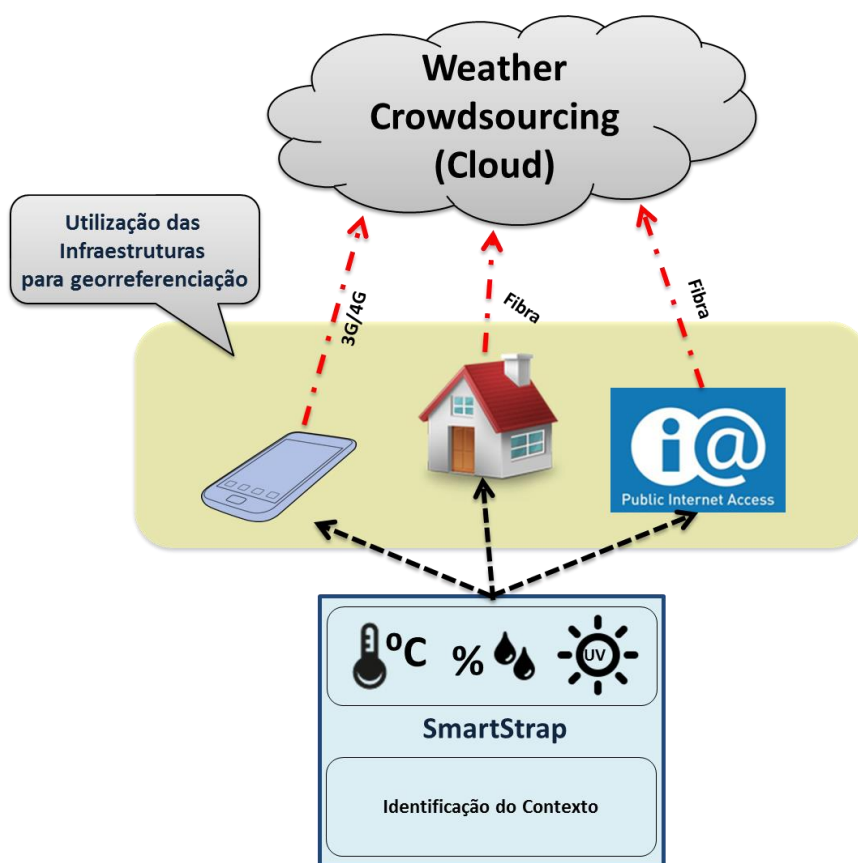 Weather
Crowdsourcing
(Cloud)
Utilização das
Infraestruturas
para georreferenciação
3G/4G
Fibra
Fibra
i@
Public Internet Access
ºC
%
UV
SmartStrap
Identificação do Contexto